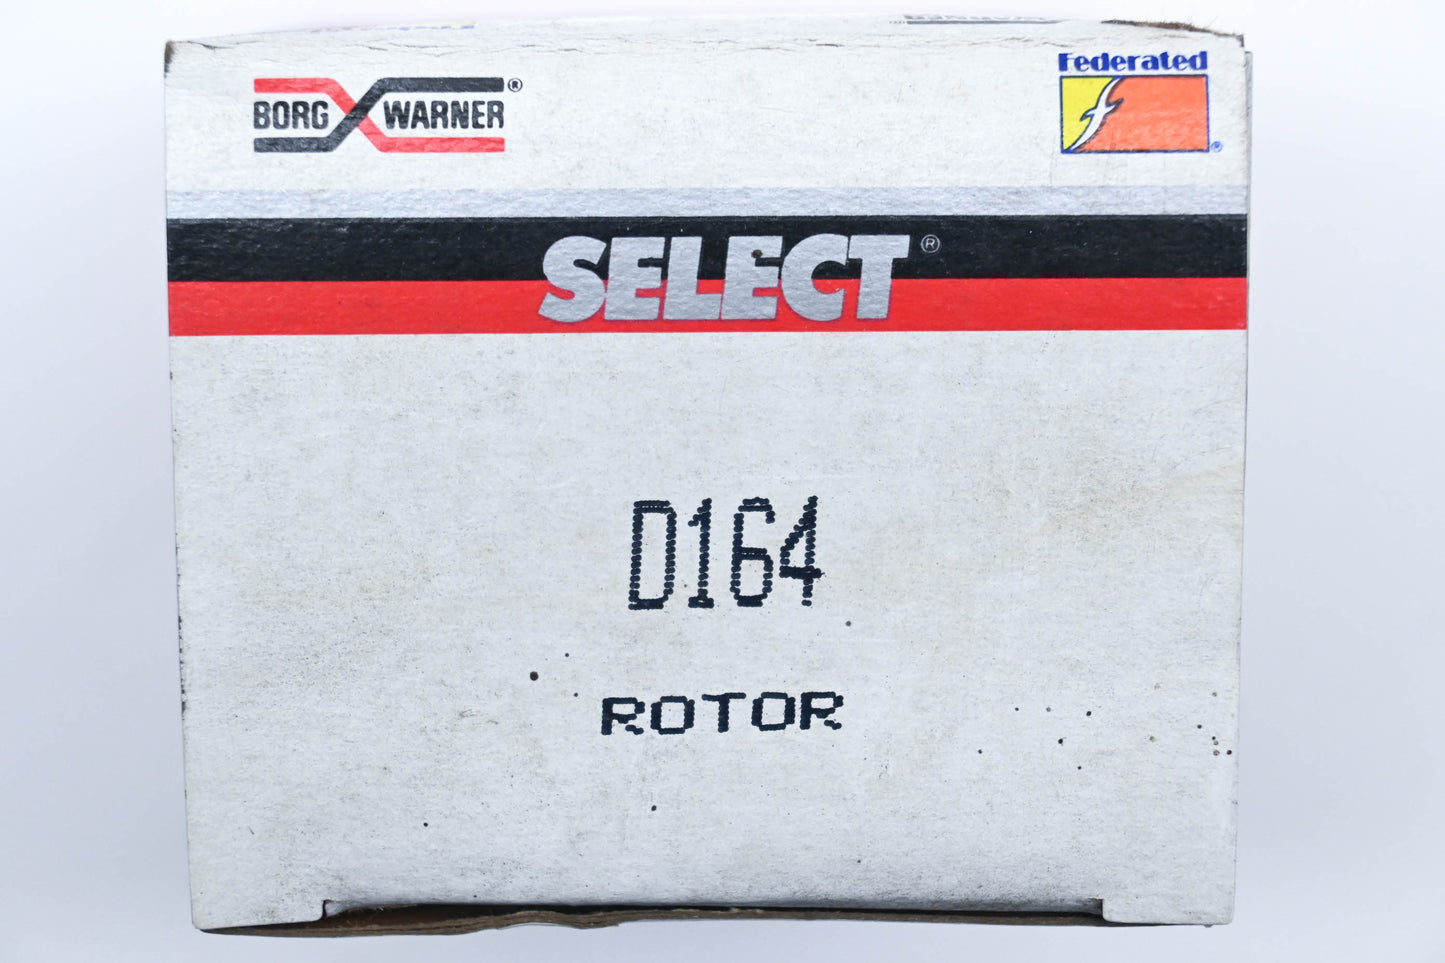 BORG WARNER®
Federated®
SELECT®
D164
ROTOR